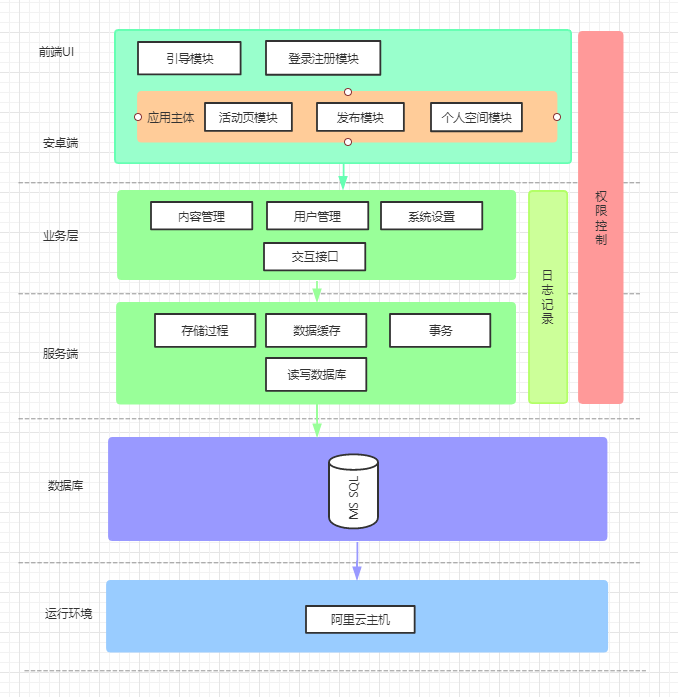 前端UI
引导模块
登录注册模块
应用主体
活动页模块
发布模块
个人空间模块
安卓端
权限控制
业务层
内容管理
用户管理
系统设置
交互接口
日志记录
服务端
存储过程
数据缓存
事务
读写数据库
数据库
MS SQL
运行环境
阿里云主机